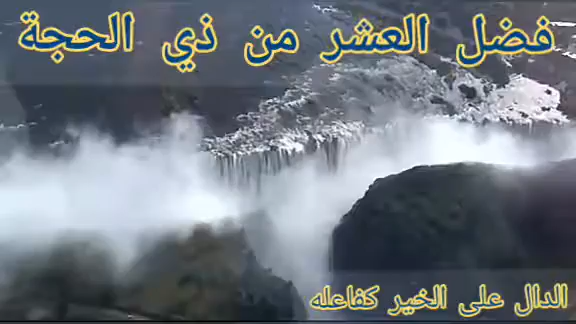 فضل العشر من ذي الحجة
الدال على الخير كفاعله